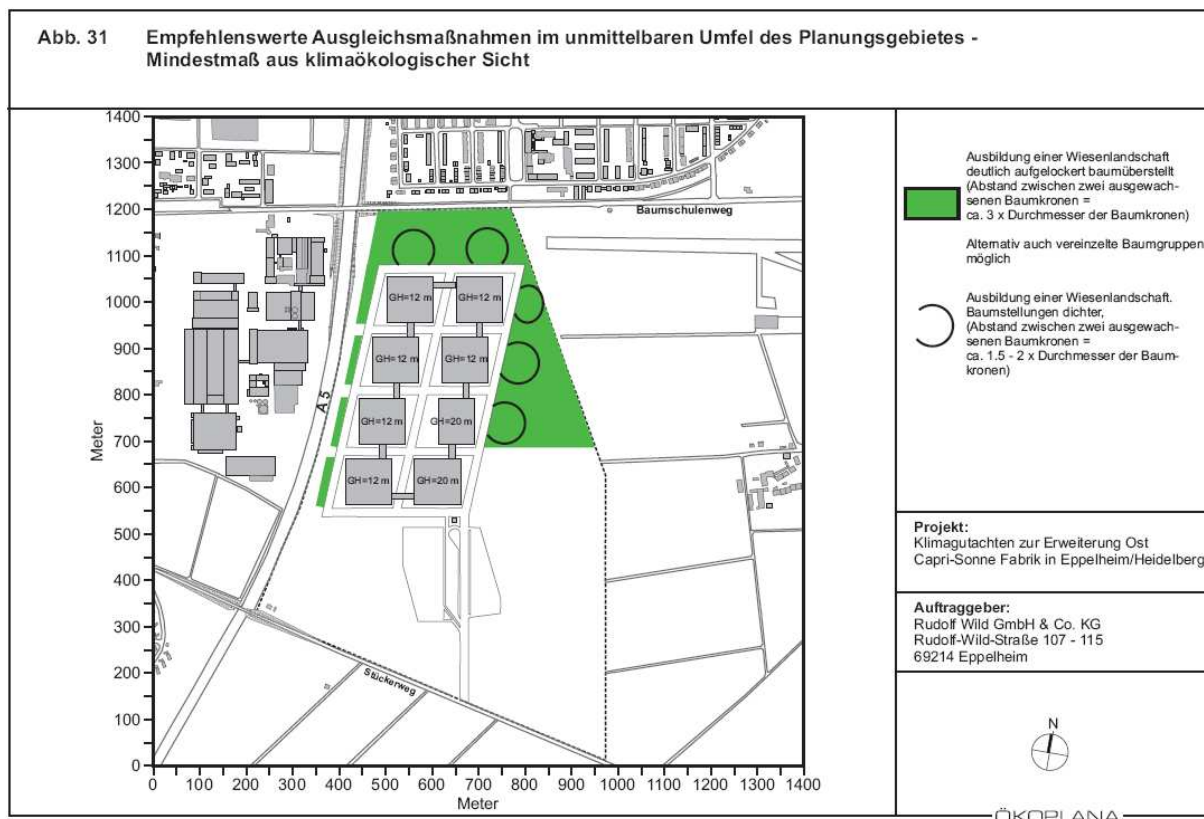 Abb. 31 Empfehlenswerte Ausgleichsmaßnahmen im unmittelbaren Umfel des Planungsgebietes -
Mindestmaß aus klimaökologischer Sicht
1400
1300
1200
1100
1000
900
800
700
600
500
400
300
200
100
0
Meter
0 100 200 300 400 500 600 700 800 900 1000 1100 1200 1300 1400
Meter
Baumschulenweg
A 5
Stückerweg
GH=12 m GH=12 m
GH=12 m GH=12 m
GH=12 m GH=20 m
GH=12 m GH=20 m
Ausbildung einer Wiesenlandschaft
deutlich aufgelockert baumüberstellt
(Abstand zwischen zwei ausgewach-
senen Baumkronen =
ca. 3 x Durchmesser der Baumkronen)
Alternativ auch vereinzelte Baumgruppen
möglich
Ausbildung einer Wiesenlandschaft.
Baumstellungen dichter,
(Abstand zwischen zwei ausgewach-
senen Baumkronen =
ca. 1.5 - 2 x Durchmesser der Baum-
kronen)
Projekt:
Klimagutachten zur Erweiterung Ost
Capri-Sonne Fabrik in Eppelheim/Heidelberg
Auftraggeber:
Rudolf Wild GmbH & Co. KG
Rudolf-Wild-Straße 107 - 115
69214 Eppelheim
N
ÖKOPLANA